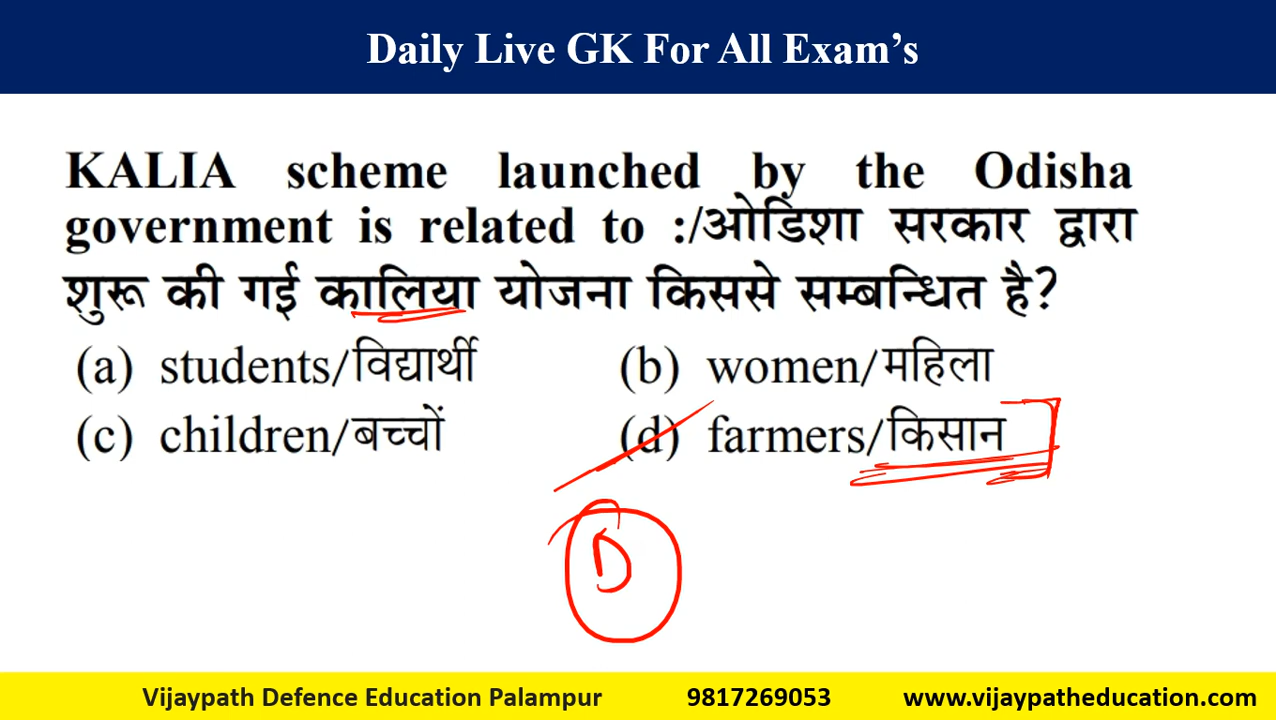 Daily Live GK For All Exam’s
KALIA scheme launched by the Odisha
government is related to :/ओडिशा सरकार द्वारा
शुरू की गई कालिया योजना किससे सम्बन्धित है?
(a) students/विद्यार्थी (b) women/महिला
(c) children/बच्चों (d) farmers/किसान
D
Vijaypath Defence Education Palampur 9817269053 www.vijaypatheducation.com